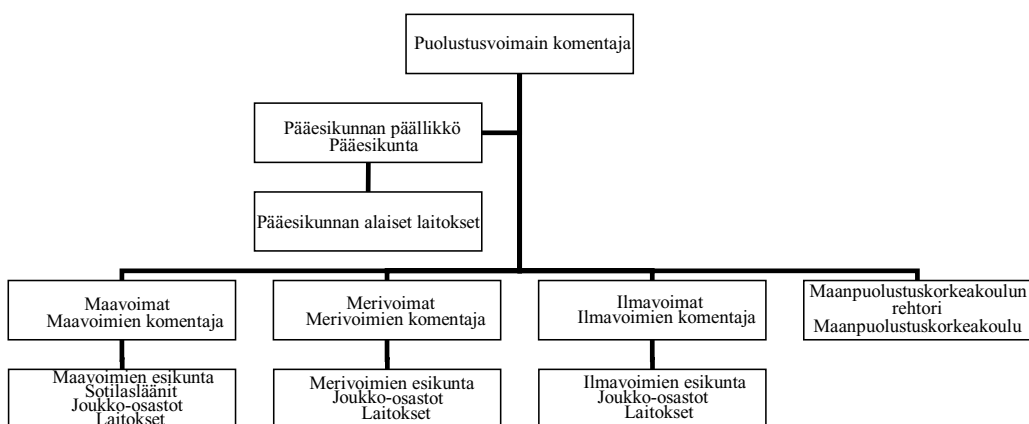 Puolustusvoimain komentaja
Pääesikunnan päällikkö
Pääesikunta
Pääesikunnan alaiset laitokset
Maavoimat
Maavoimien komentaja
Merivoimat
Merivoimien komentaja
Ilmavoimat
Ilmavoimien komentaja
Maanpuolustuskorkeakoulun
rehtori
Maanpuolustuskorkeakoulu
Maavoimien esikunta
Sotilasläänit
Joukko-osastot
Laitokset
Merivoimien esikunta
Joukko-osastot
Laitokset
Ilmavoimien esikunta
Joukko-osastot
Laitokset